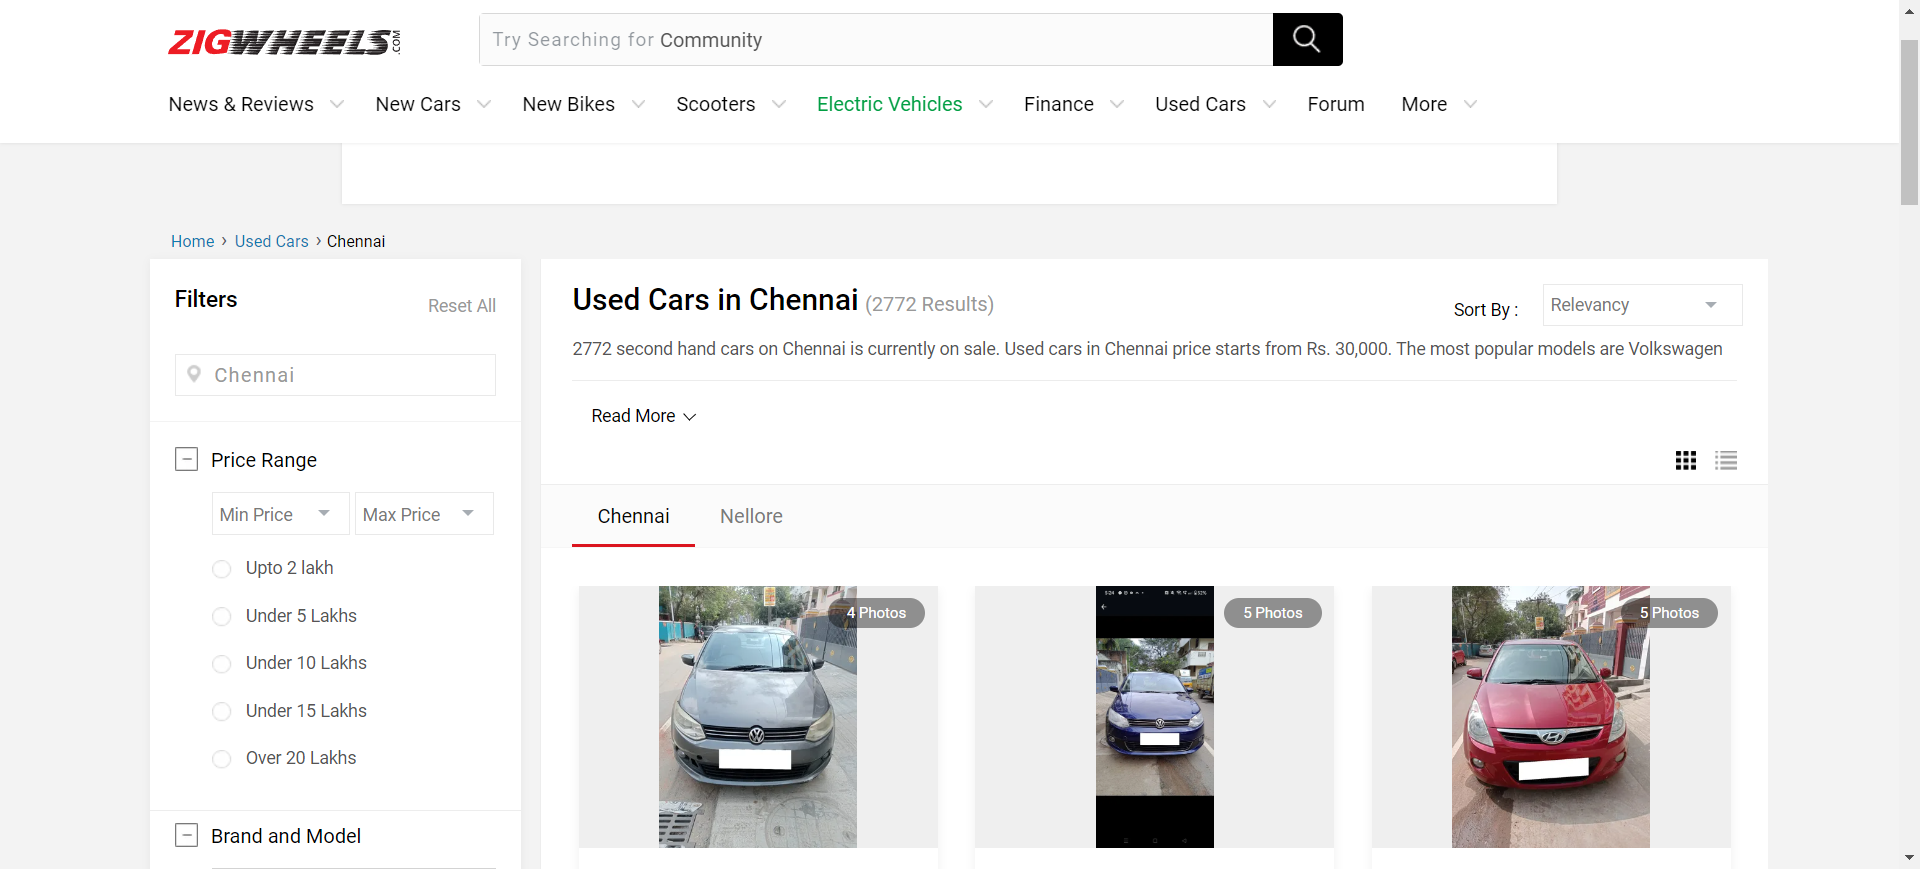 ZIGWHEELS.COM
Try Searching for Community
News & Reviews New Cars New Bikes Scooters Electric Vehicles Finance Used Cars Forum More
Home › Used Cars › Chennai
Filters
Reset All
Chennai
Price Range
Min Price Max Price
Upto 2 lakh
Under 5 Lakhs
Under 10 Lakhs
Under 15 Lakhs
Over 20 Lakhs
Brand and Model
Used Cars in Chennai (2772 Results)
Sort By : Relevancy
2772 second hand cars on Chennai is currently on sale. Used cars in Chennai price starts from Rs. 30,000. The most popular models are Volkswagen
Read More
Chennai Nellore
4 Photos
5 Photos
5 Photos